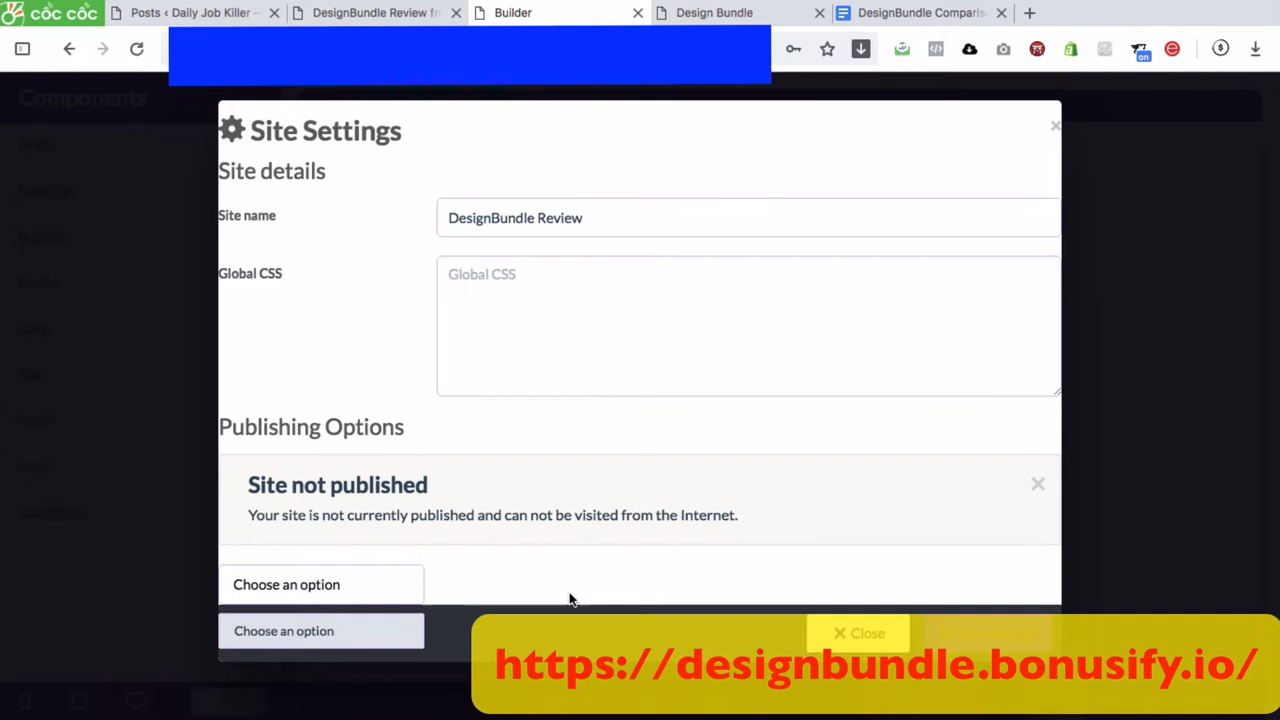 cốc cốc
Posts ‹ Daily Job Killer -
DesignBundle Review fr
Builder
Design Bundle
DesignBundle Comparis
on
Components
Site Settings
Site details
Site name
DesignBundle Review
Global CSS
Global CSS
Publishing Options
Site not published
Your site is not currently published and can not be visited from the Internet.
Choose an option
Choose an option
Close
https://designbundle.bonusify.io/